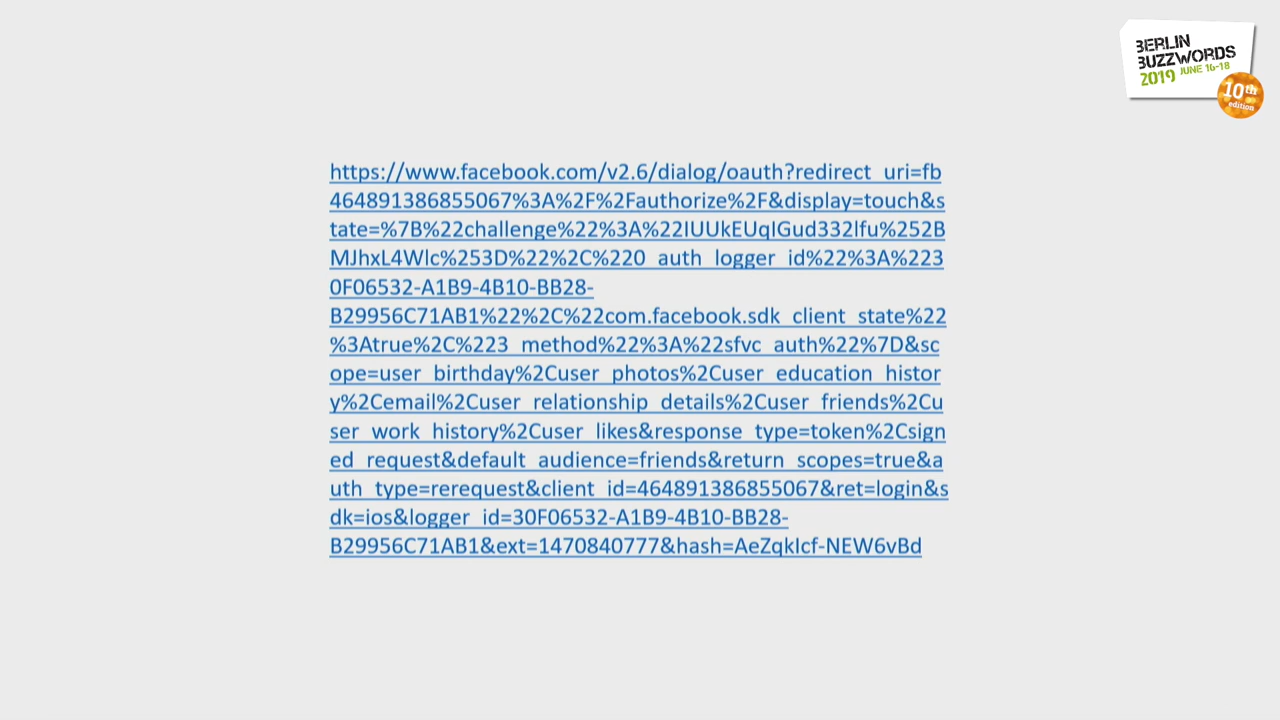 BERLIN
BUZZWORDS
2019 JUNE 16-18
10th
edition
https://www.facebook.com/v2.6/dialog/oauth?redirect_uri=fb
464891386855067%3A%2F%2Fauthorize%2F&display=touch&s
tate=%7B%22challenge%22%3A%22IUUkEUqIGud332lfu%252B
MJhxL4Wlc%253D%22%2C%220_auth_logger_id%22%3A%223
0F06532-A1B9-4B10-BB28-
B29956C71AB1%22%2C%22com.facebook.sdk_client_state%22
%3Atrue%2C%223_method%22%3A%22sfvc_auth%22%7D&sc
ope=user_birthday%2Cuser_photos%2Cuser_education_histor
y%2Cemail%2Cuser_relationship_details%2Cuser_friends%2Cu
ser_work_history%2Cuser_likes&response_type=token%2Csign
ed_request&default_audience=friends&return_scopes=true&a
uth_type=rerequest&client_id=464891386855067&ret=login&s
dk=ios&logger_id=30F06532-A1B9-4B10-BB28-
B29956C71AB1&ext=1470840777&hash=AeZqkIcf-NEW6vBd